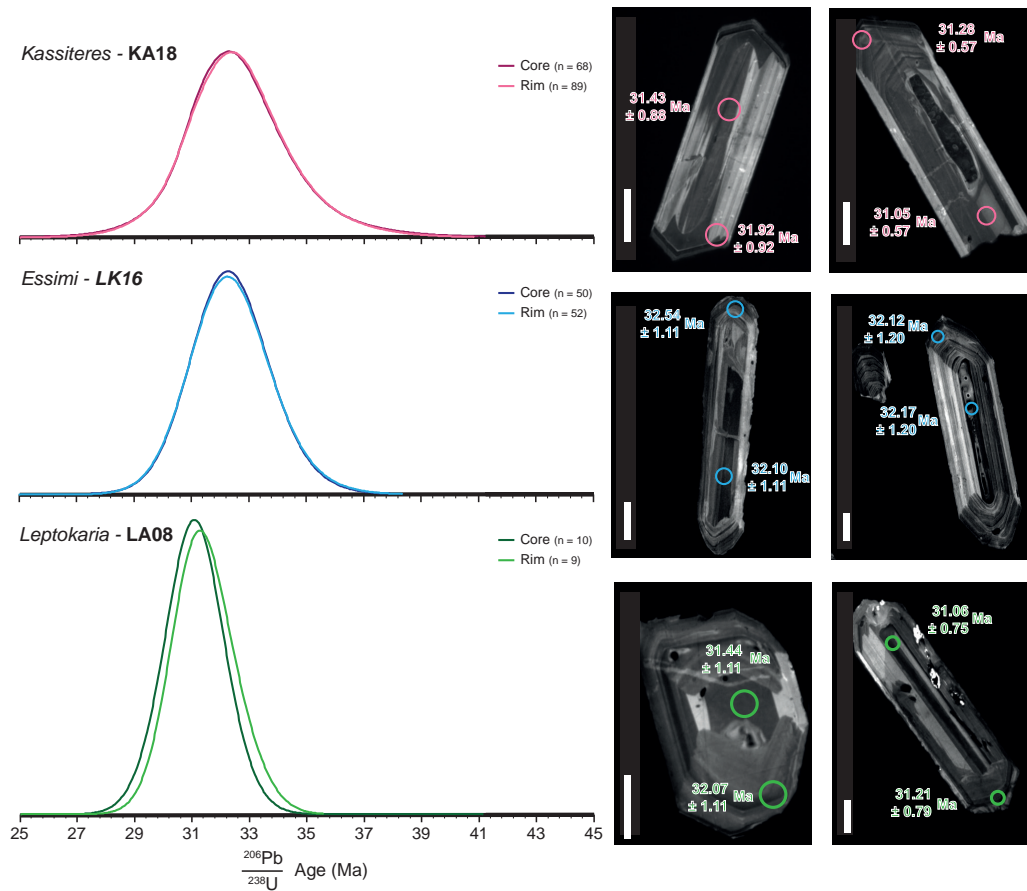 Kassiteres - KA18
Core (n = 68)
Rim (n = 89)
Essimi - LK16
Core (n = 50)
Rim (n = 52)
Leptokaria - LA08
Core (n = 10)
Rim (n = 9)
25 27 29 31 33 35 37 39 41 43 45
206Pb
238U
Age (Ma)
31.43
± 0.88 Ma
31.92
± 0.92 Ma
31.28
± 0.57 Ma
31.05
± 0.57 Ma
32.54
± 1.11 Ma
32.10
± 1.11 Ma
32.12
± 1.20 Ma
32.17
± 1.20 Ma
31.44
± 1.11 Ma
32.07
± 1.11 Ma
31.06
± 0.75 Ma
31.21
± 0.79 Ma